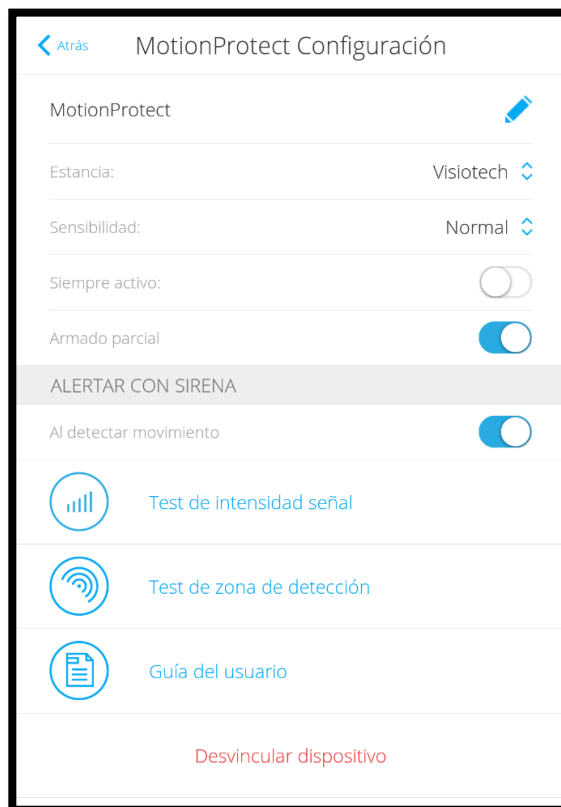 Atrás MotionProtect Configuración
MotionProtect
Estancia: Visiotech
Sensibilidad: Normal
Siempre activo:
Armado parcial
ALERTAR CON SIRENA
Al detectar movimiento
Test de intensidad señal
Test de zona de detección
Guía del usuario
Desvincular dispositivo